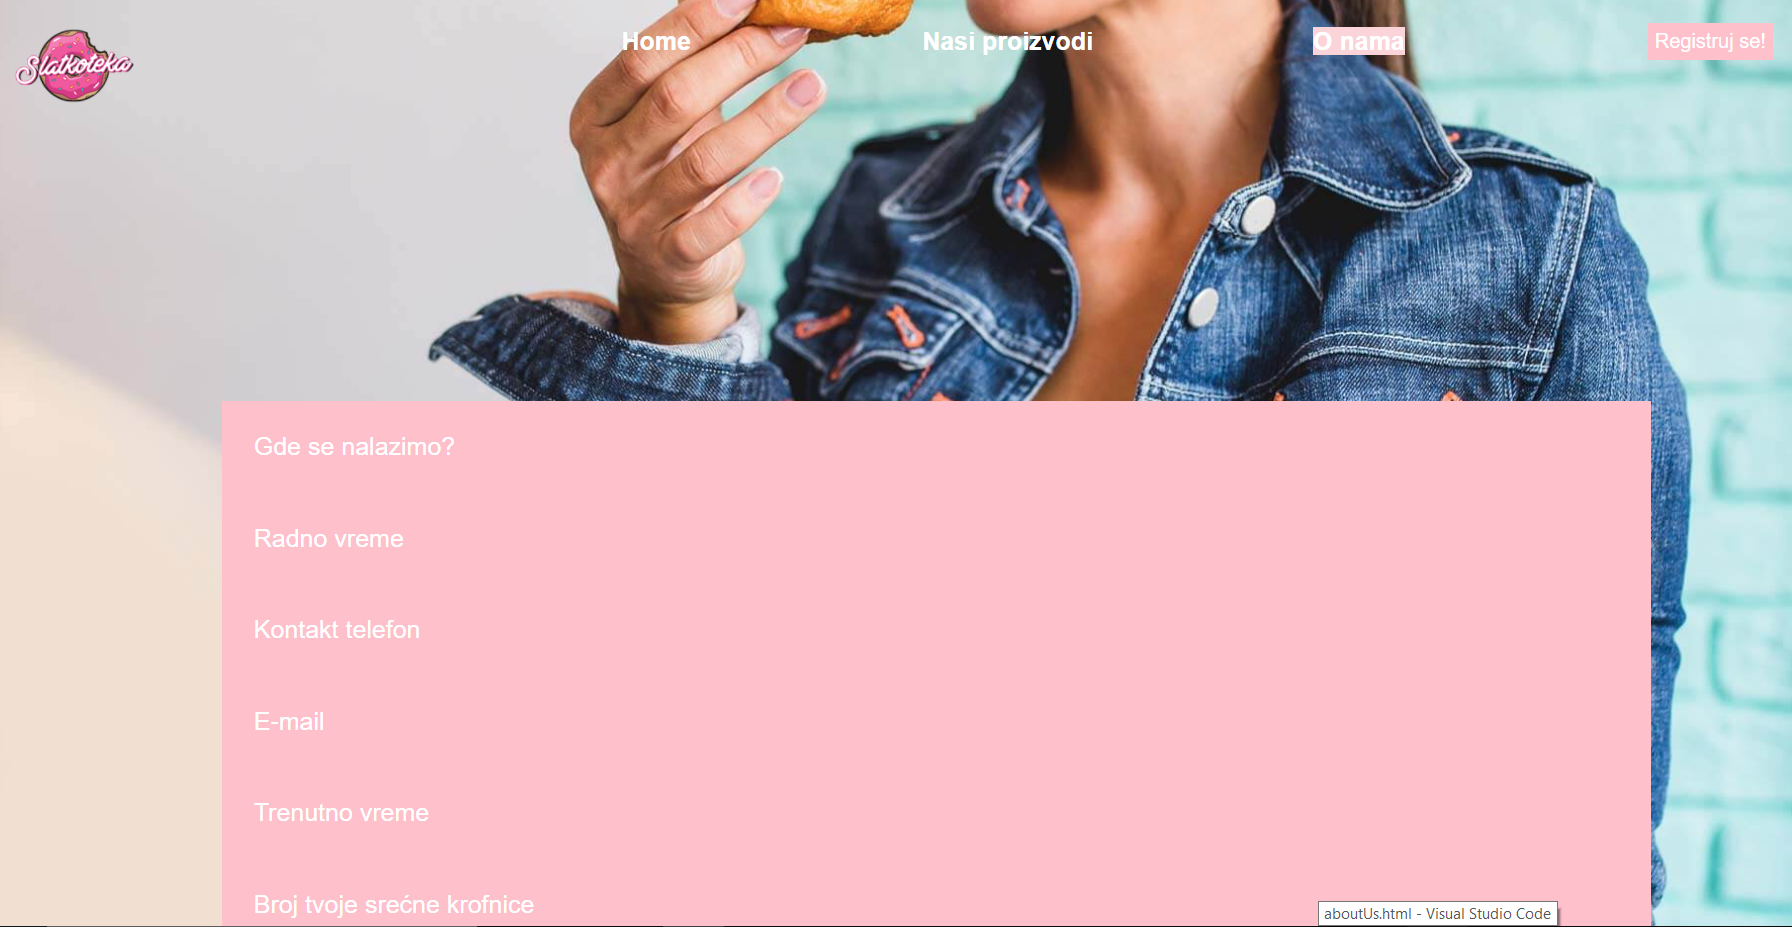 Slatkoteka
Home
Nasi proizvodi
O nama
Registruj se!
Gde se nalazimo?
Radno vreme
Kontakt telefon
E-mail
Trenutno vreme
Broj tvoje srećne krofnice
aboutUs.html - Visual Studio Code